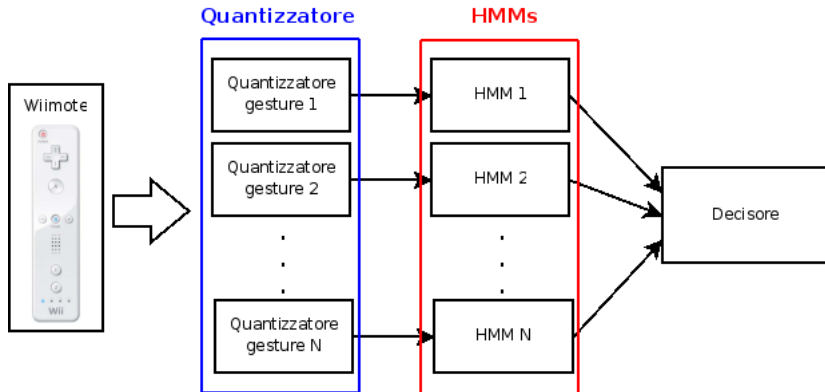 Quantizzatore
HMMs
Wiimote
Wii
Quantizzatore
gesture 1
HMM 1
Quantizzatore
gesture 2
HMM 2
Quantizzatore
gesture N
HMM N
Decisore